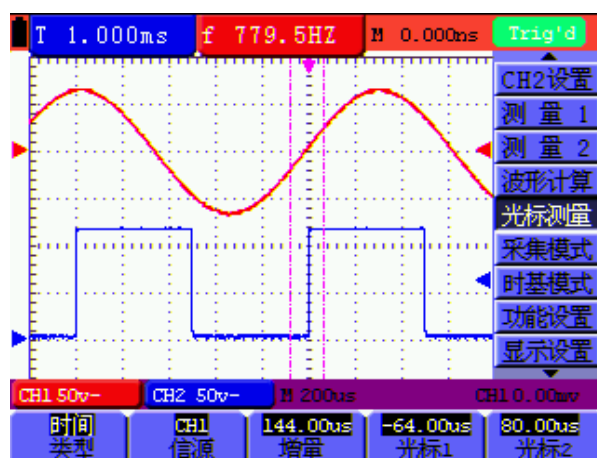 T 1.000ms f 779.5HZ M 0.000ns Trig'd
CH2设置
测 量 1
测 量 2
波形计算
光标测量
采集模式
时基模式
功能设置
显示设置
CH1 50v- CH2 50v- M 200us CH1 0.00mv
时间 CH1 144.00us -64.00us 80.00us
类型 信源 增量 光标1 光标2